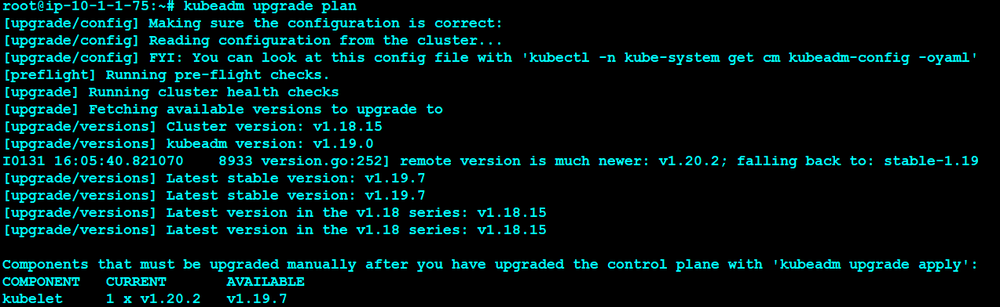 root@ip-10-1-1-75:~# kubeadm upgrade plan
[upgrade/config] Making sure the configuration is correct:
[upgrade/config] Reading configuration from the cluster...
[upgrade/config] FYI: You can look at this config file with 'kubectl -n kube-system get cm kubeadm-config -oyaml'
[preflight] Running pre-flight checks.
[upgrade] Running cluster health checks
[upgrade] Fetching available versions to upgrade to
[upgrade/versions] Cluster version: v1.18.15
[upgrade/versions] kubeadm version: v1.19.0
I0131 16:05:40.821070    8933 version.go:252] remote version is much newer: v1.20.2; falling back to: stable-1.19
[upgrade/versions] Latest stable version: v1.19.7
[upgrade/versions] Latest stable version: v1.19.7
[upgrade/versions] Latest version in the v1.18 series: v1.18.15
[upgrade/versions] Latest version in the v1.18 series: v1.18.15
Components that must be upgraded manually after you have upgraded the control plane with 'kubeadm upgrade apply':
COMPONENT   CURRENT       AVAILABLE
kubelet     1 x v1.20.2   v1.19.7